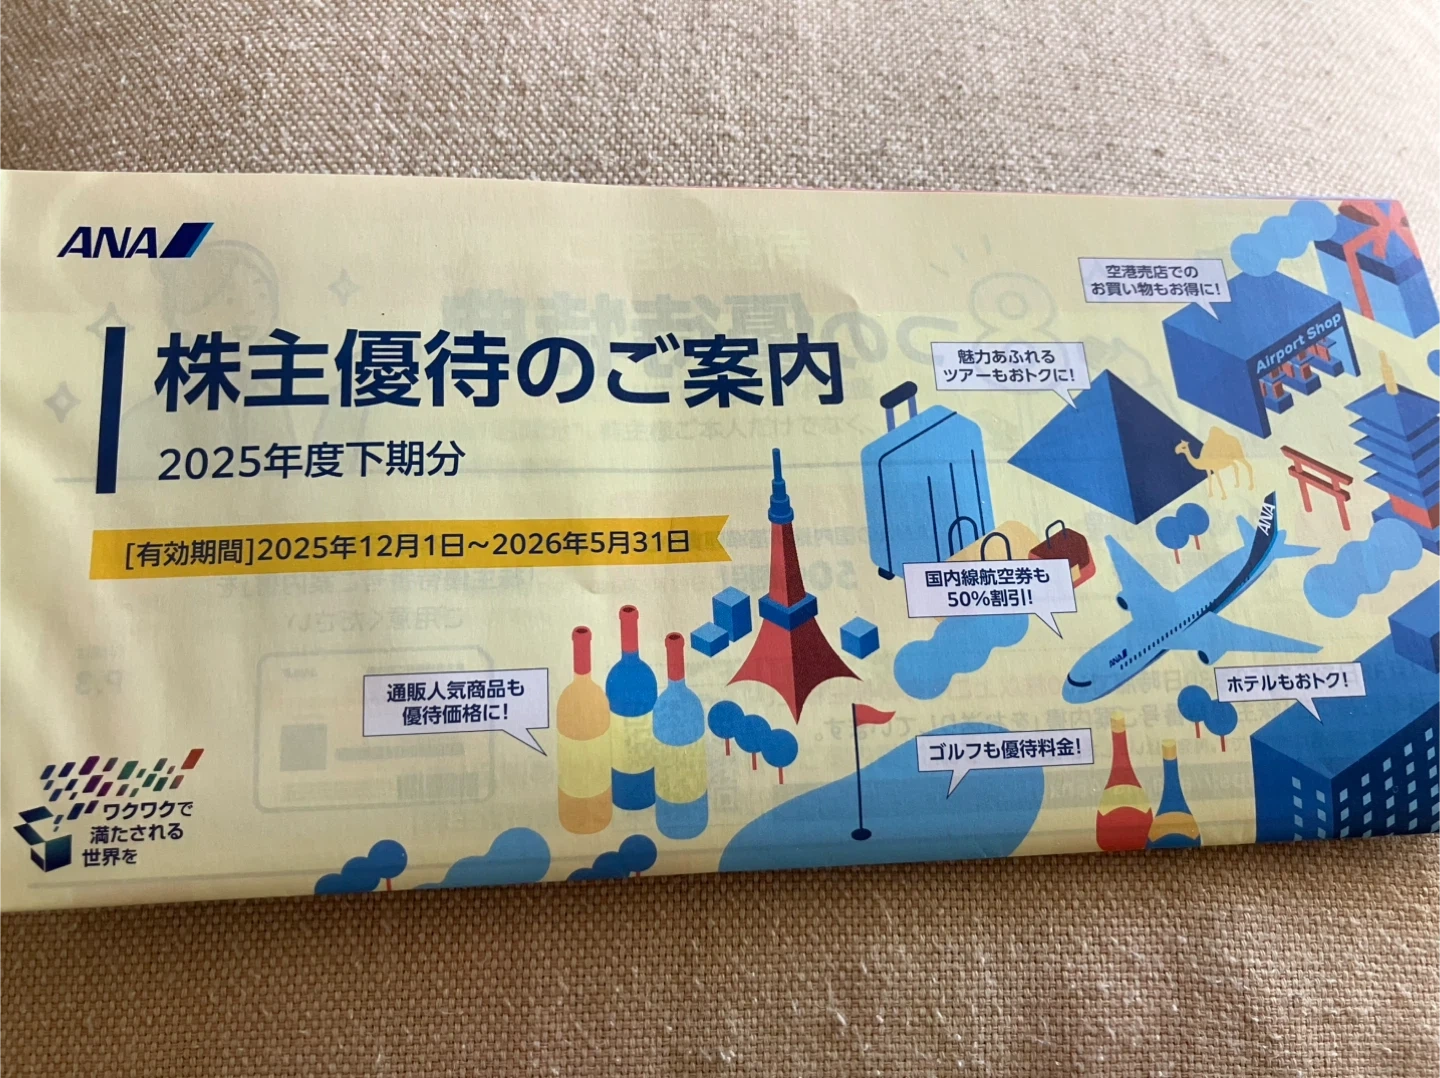 ANA
株主優待のご案内
2025年度下期分
[有効期間]2025年12月1日～2026年5月31日
空港売店での
お買い物もお得に!
Airport Shop
魅力あふれる
ツアーもおトクに!
国内線航空券も
50%割引!
ANA
ANA
ホテルもおトク!
通販人気商品も
優待価格に!
ゴルフも優待料金!
ワクワクで
満たされる
世界を